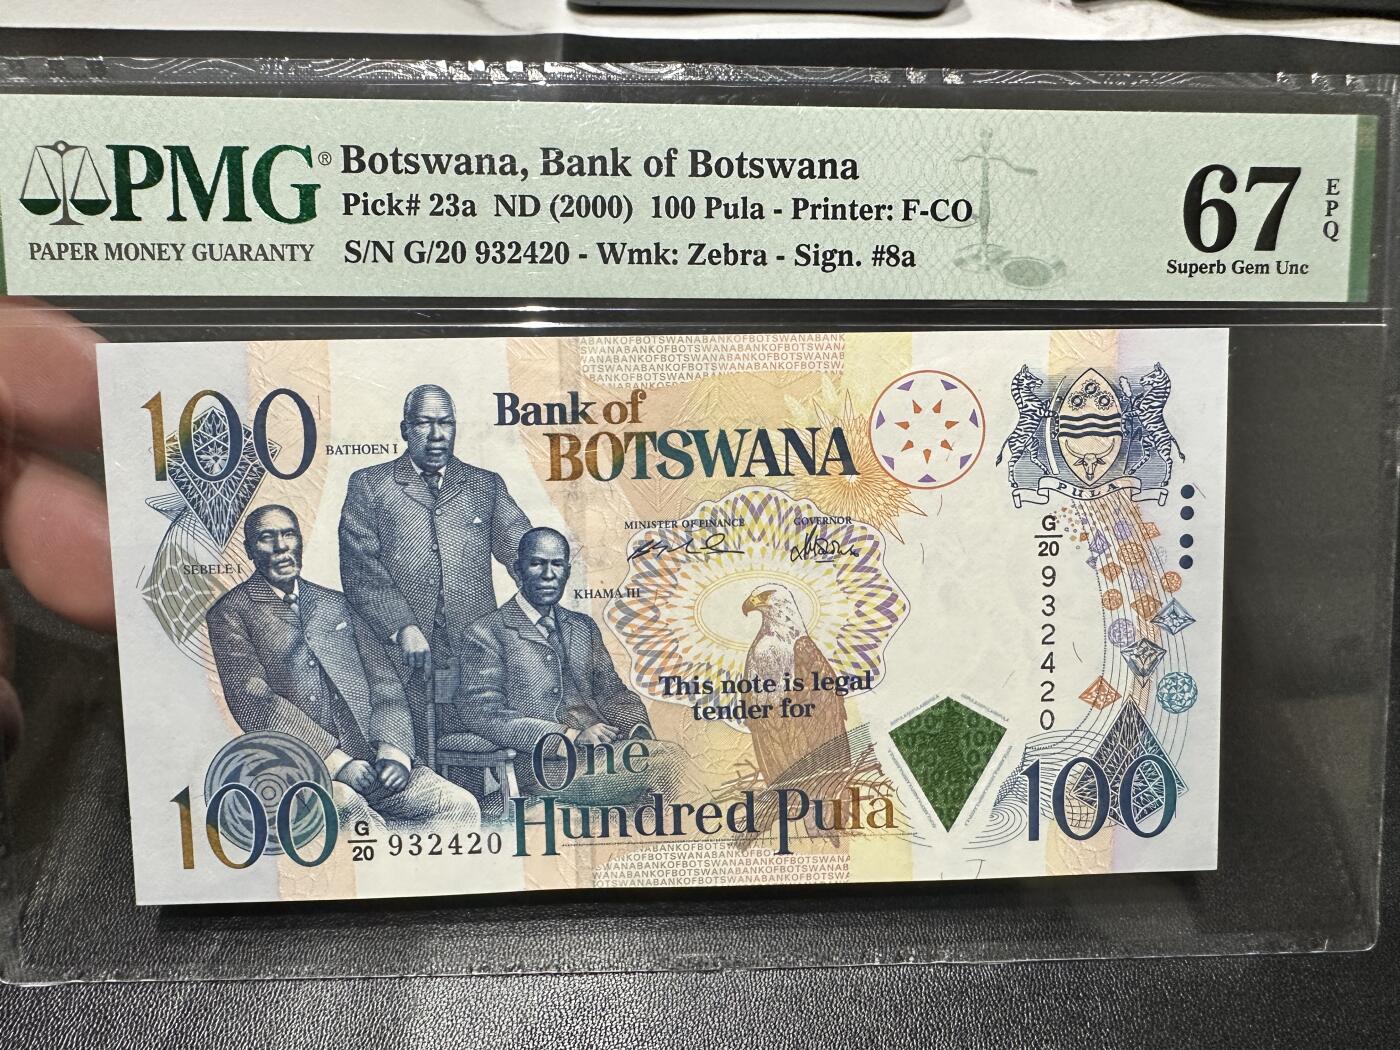 PMG®
PAPER MONEY GUARANTY
Botswana, Bank of Botswana
Pick# 23a ND (2000) 100 Pula - Printer: F-CO
S/N G/20 932420 - Wmk: Zebra - Sign. #8a
67
EPQ
Superb Gem Unc
100
BATHOEN I
SEBELE I
KHAMA III
Bank of
BOTSWANA
MINISTER OF FINANCE
GOVERNOR
This note is legal
tender for
One
Hundred Pula
100
G/20 932420
PULA
G/20
932420
100